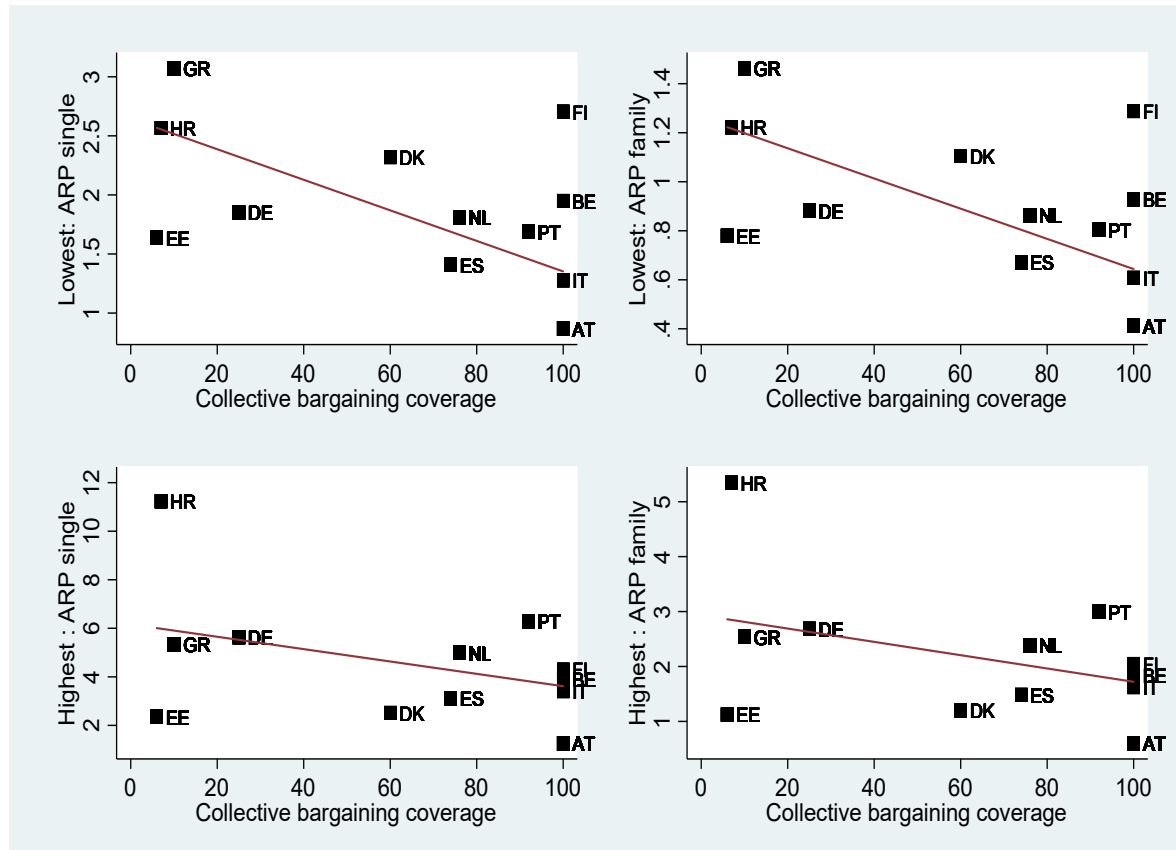 Lowest: ARP single
3
2.5
2
1.5
1
GR
FI
HR
DK
BE
DE
NL
PT
EE
ES
IT
AT
0 20 40 60 80 100
Collective bargaining coverage
Lowest: ARP family
1.4
1.2
1
.8
.6
.4
GR
FI
HR
DK
BE
DE
NL
PT
EE
ES
IT
AT
0 20 40 60 80 100
Collective bargaining coverage
Highest : ARP single
12
10
8
6
4
2
HR
PT
DE
GR
NL
FI
BE
IT
ES
DK
EE
AT
0 20 40 60 80 100
Collective bargaining coverage
Highest : ARP family
5
4
3
2
1
HR
PT
DE
GR
NL
FI
BE
IT
ES
DK
EE
AT
0 20 40 60 80 100
Collective bargaining coverage